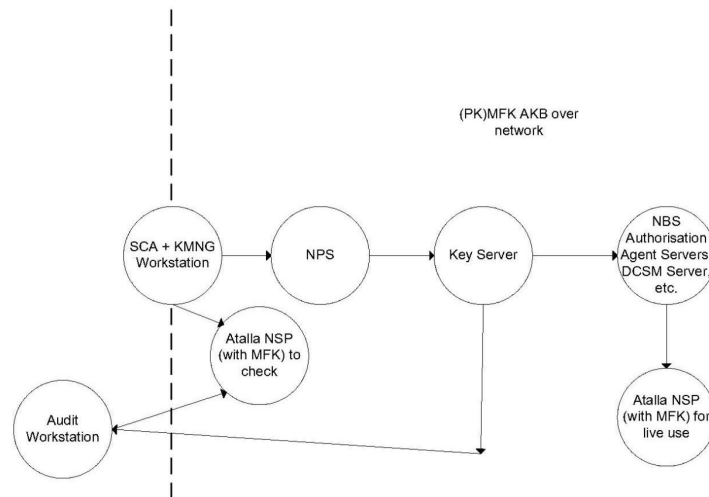 (PK)MFK AKB over
network
SCA + KMNG
Workstation
NPS
Key Server
NBS
Authorisation
Agent Servers,
DCSM Server,
etc.
Atalla NSP
(with MFK) to
check
Audit
Workstation
Atalla NSP
(with MFK) for
live use